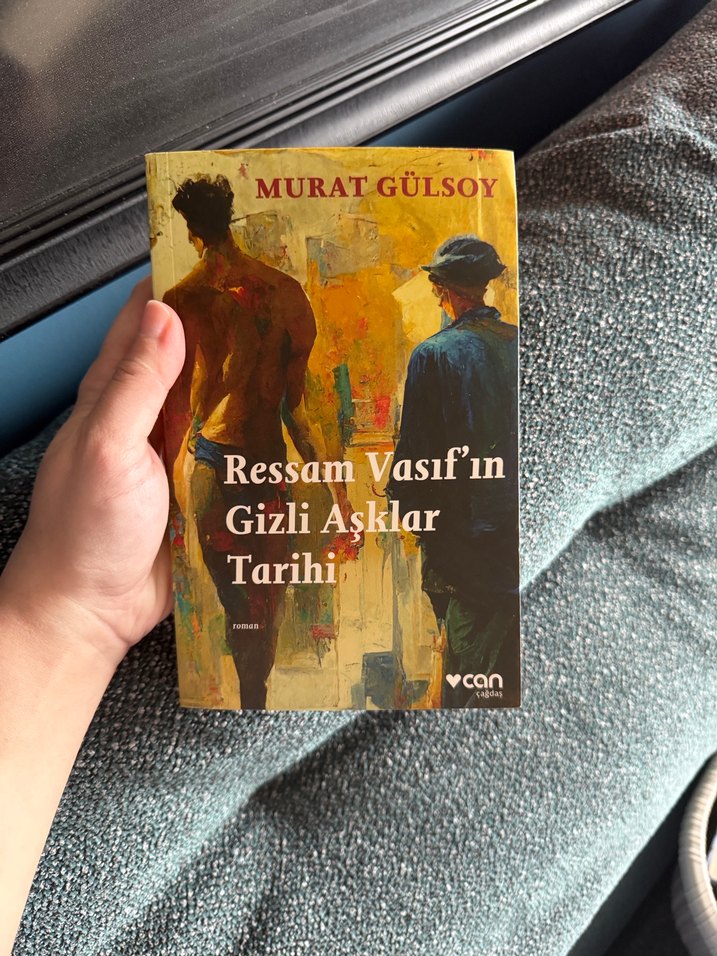 MURAT GÜLSOY
Ressam Vasıf'ın
Gizli Aşklar
Tarihi
roman
can
çağdaş